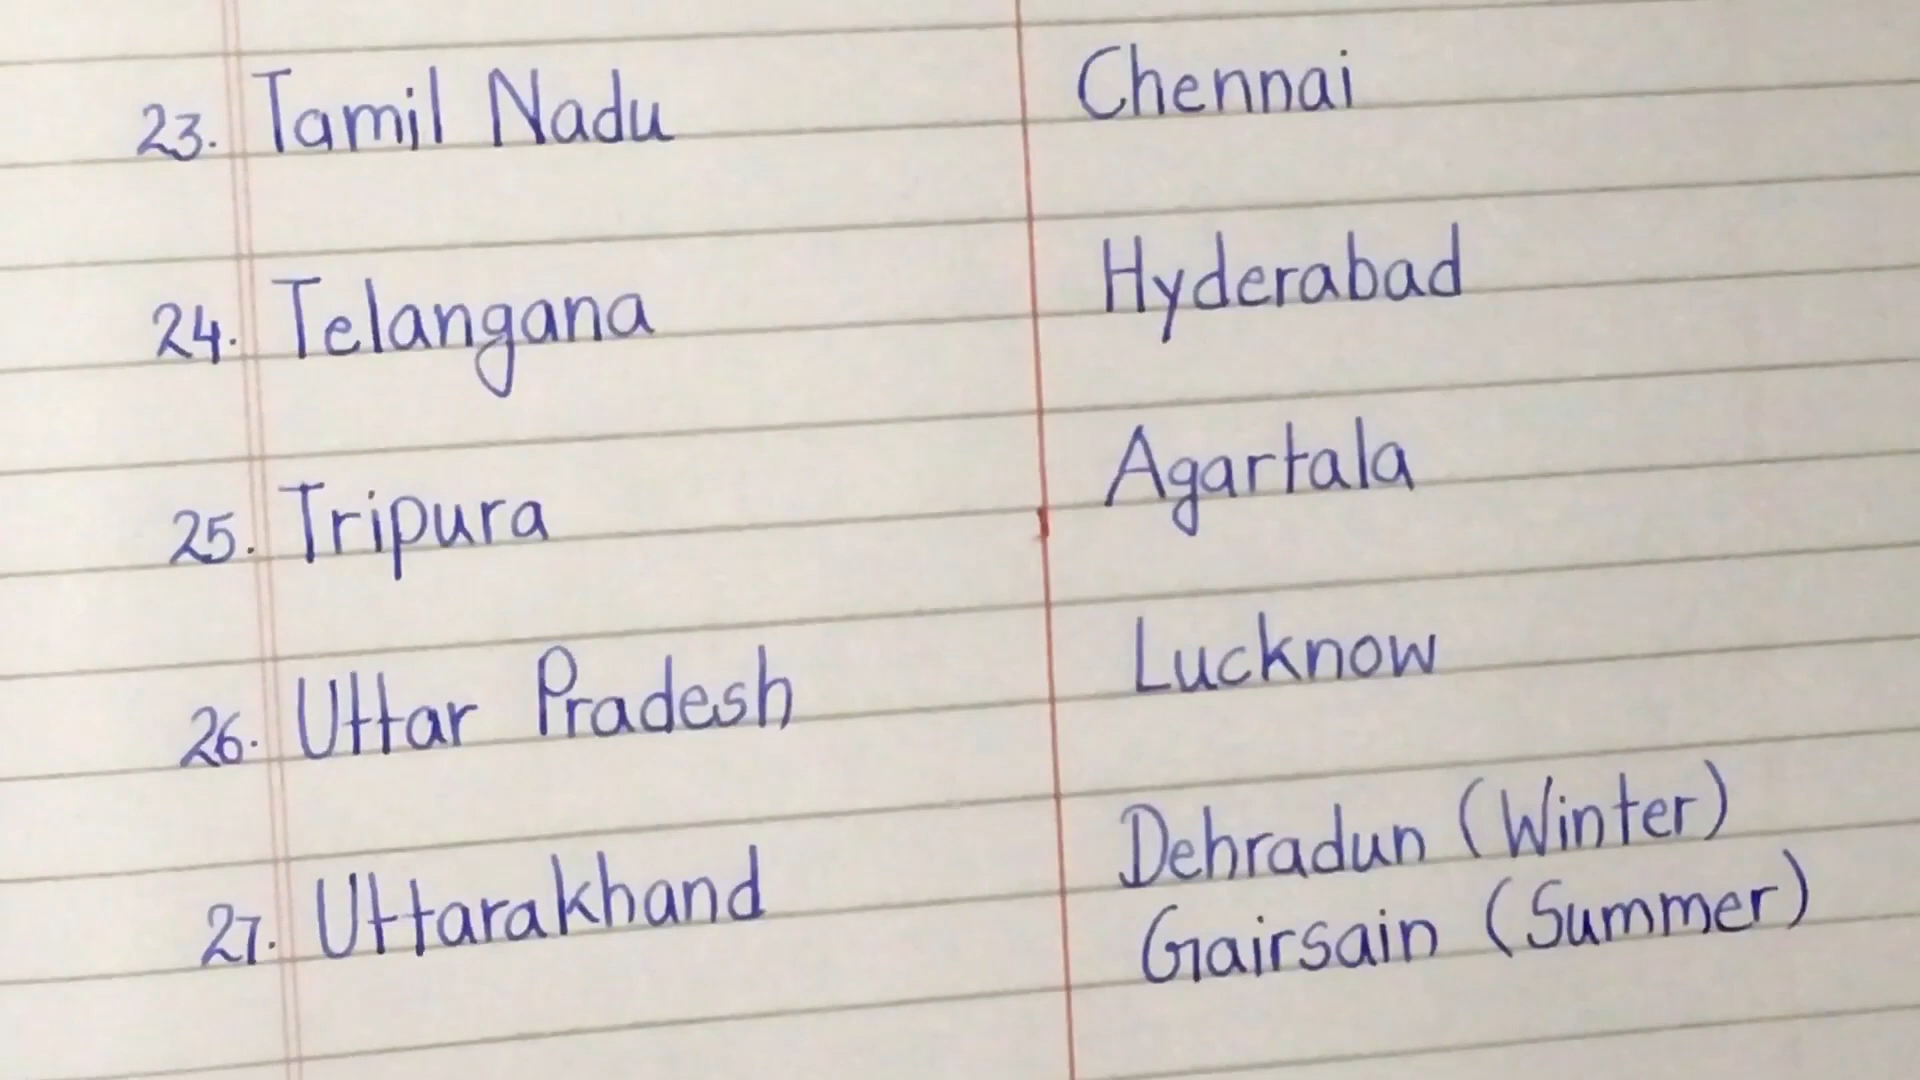 23. Tamil Nadu Chennai
24. Telangana Hyderabad
25. Tripura Agartala
26. Uttar Pradesh Lucknow
27. Uttarakhand Dehradun (Winter)
Gairsain (Summer)